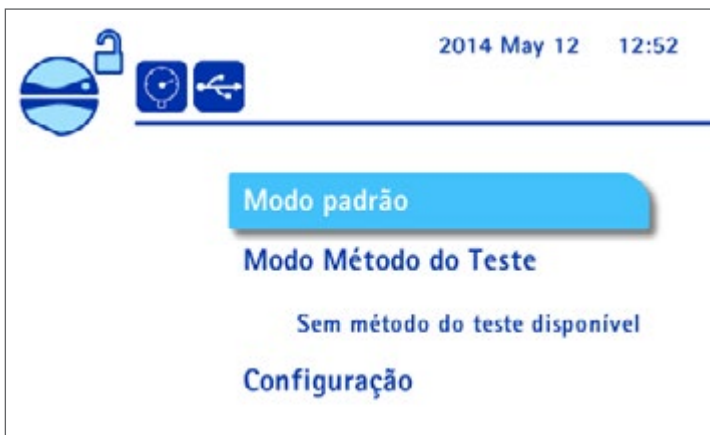 2014 May 12 12:52
Modo padrão
Modo Método do Teste
Sem método do teste disponível
Configuração